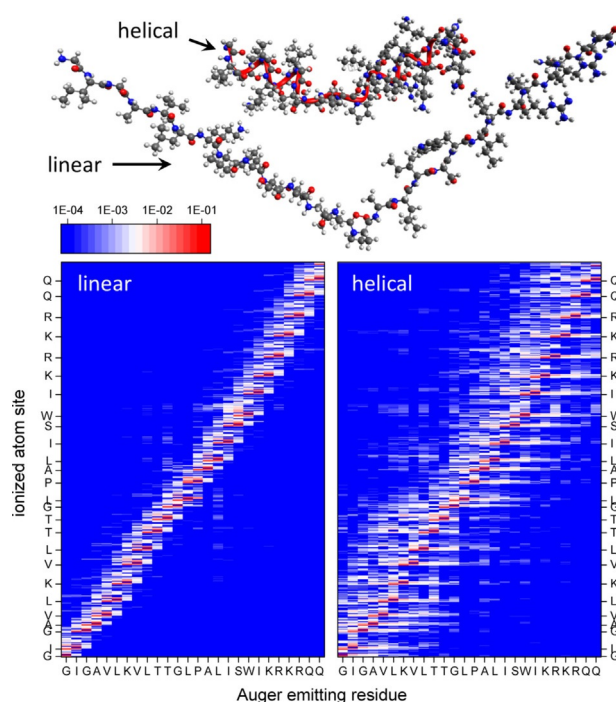 helical
linear
1E-04 1E-03 1E-02 1E-01
linear
helical
ionized atom site
Q
Q
R
K
R
K
I
W
S
I
L
A
P
L
G
T
T
L
V
K
L
V
A
G
I
G
Q
Q
R
K
R
K
I
W
S
I
L
A
P
L
G
T
T
L
V
K
L
V
A
G
I
G
G I G A V L K V L T T G L P A L I S W I K R K R Q Q
G I G A V L K V L T T G L P A L I S W I K R K R Q Q
Auger emitting residue